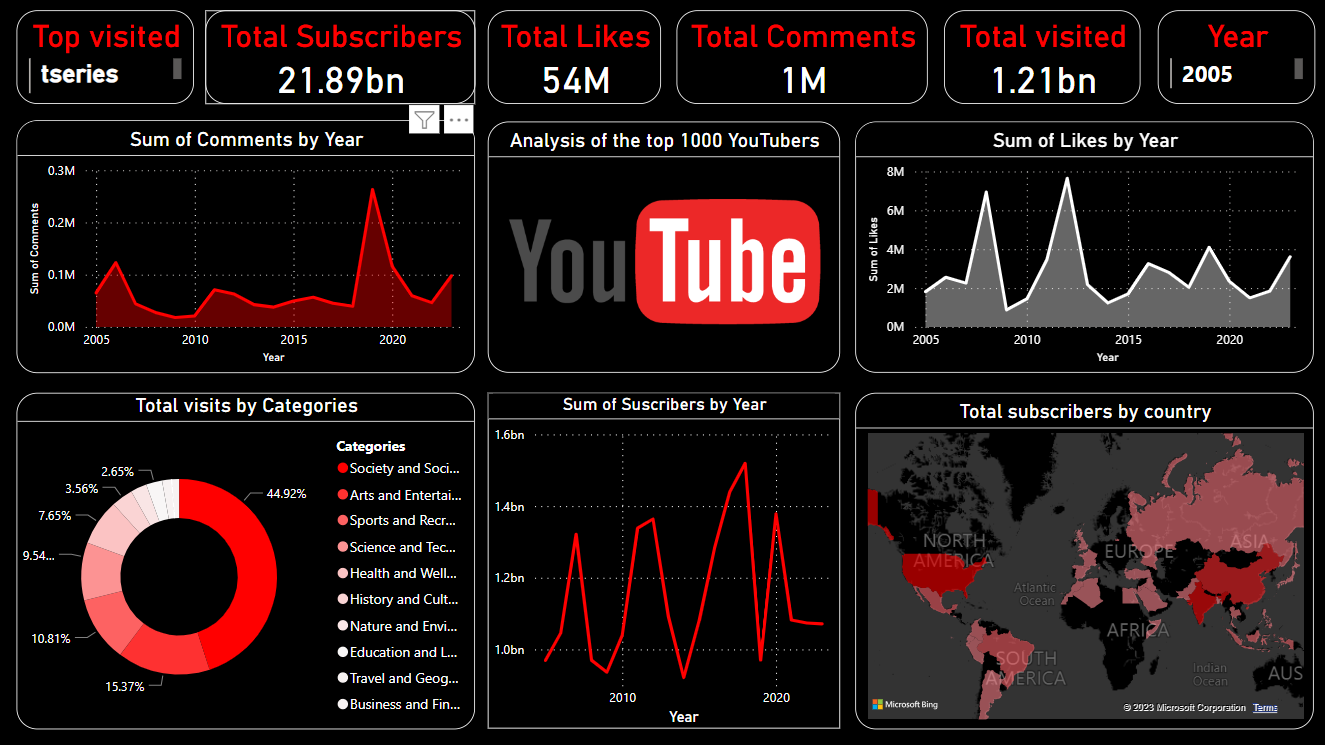 Top visited
tseries
Total Subscribers
21.89bn
Total Likes
54M
Total Comments
1M
Total visited
1.21bn
Year
2005
Sum of Comments by Year
0.3M
0.2M
0.1M
0.0M
Sum of Comments
2005 2010 2015 2020
Year
Analysis of the top 1000 YouTubers
YouTube
Sum of Likes by Year
8M
6M
4M
2M
0M
Sum of Likes
2005 2010 2015 2020
Year
Total visits by Categories
2.65%
3.56%
7.65%
9.54...
10.81%
15.37%
44.92%
Categories
Society and Soci...
Arts and Entertai...
Sports and Recr...
Science and Tec...
Health and Well...
History and Cult...
Nature and Envi...
Education and L...
Travel and Geog...
Business and Fin...
Sum of Suscribers by Year
1.6bn
1.4bn
1.2bn
1.0bn
2010 2020
Year
Total subscribers by country
NORTH
AMERICA
EUROPE
ASIA
Atlantic
Ocean
AFRICA
SOUTH
AMERICA
Indian
Ocean
AUS
Microsoft Bing
© 2023 Microsoft Corporation Terms